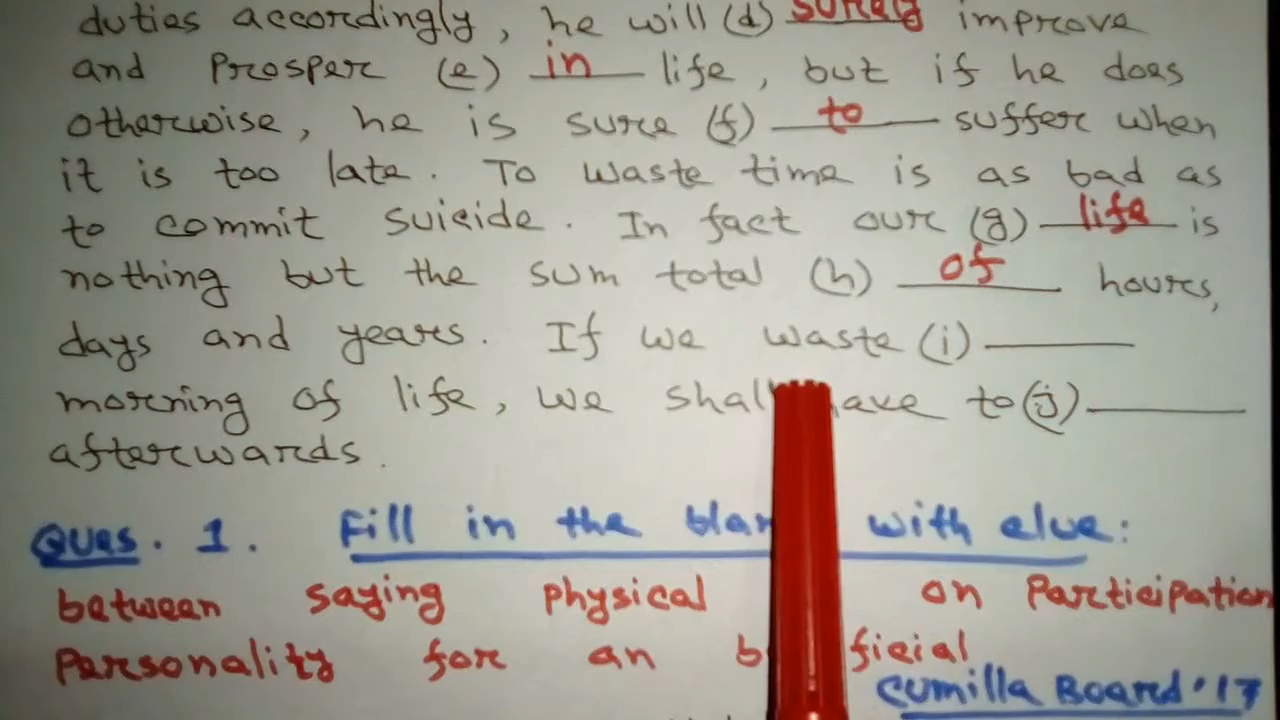 duties accordingly, he will (d) surely improve
and prosper (e) in life, but if he does
otherwise, he is sure (f) to suffer when
it is too late. To waste time is as bad as
to commit suicide. In fact our (g) life is
nothing but the sum total (h) of hours,
days and years. If we waste (i) ______
morning of life, we shall have to (j) ______
afterwards.
Ques. 1. Fill in the with clue:
between saying physical on participation
personality for an
Cumilla Board '17